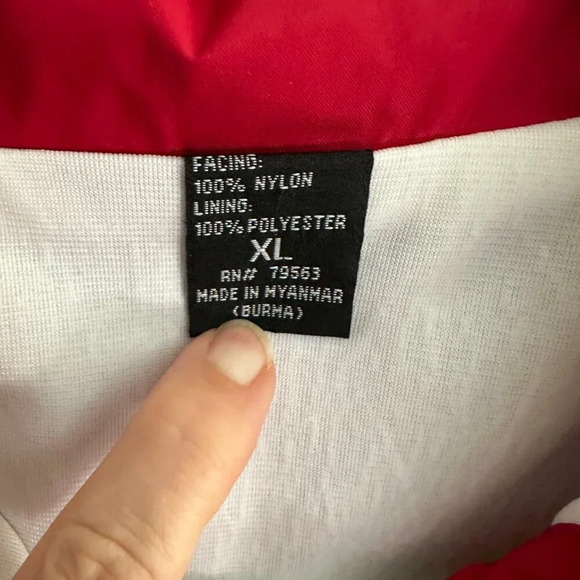 FACING:
100% NYLON
LINING:
100% POLYESTER
XL
RN# 79563
MADE IN MYANMAR
(BURMA)